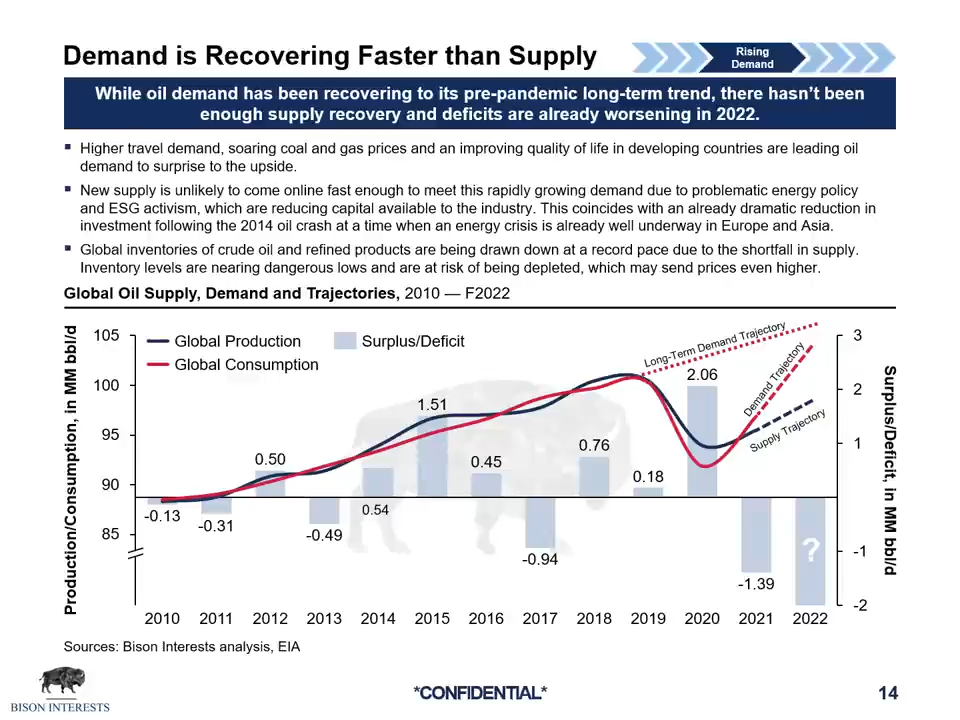 Demand is Recovering Faster than Supply
Rising
Demand
While oil demand has been recovering to its pre-pandemic long-term trend, there hasn't been
enough supply recovery and deficits are already worsening in 2022.
▪ Higher travel demand, soaring coal and gas prices and an improving quality of life in developing countries are leading oil
demand to surprise to the upside.
▪ New supply is unlikely to come online fast enough to meet this rapidly growing demand due to problematic energy policy
and ESG activism, which are reducing capital available to the industry. This coincides with an already dramatic reduction in
investment following the 2014 oil crash at a time when an energy crisis is already well underway in Europe and Asia.
▪ Global inventories of crude oil and refined products are being drawn down at a record pace due to the shortfall in supply.
Inventory levels are nearing dangerous lows and are at risk of being depleted, which may send prices even higher.
Global Oil Supply, Demand and Trajectories, 2010 — F2022
Production/Consumption, in MM bbl/d
105
100
95
90
85
Global Production
Global Consumption
Surplus/Deficit
Long-Term Demand Trajectory
Demand Trajectory
Supply Trajectory
-0.13
-0.31
0.50
-0.49
0.54
1.51
0.45
-0.94
0.76
0.18
2.06
-1.39
?
3
2
1
-1
-2
Surplus/Deficit, in MM bbl/d
2010 2011 2012 2013 2014 2015 2016 2017 2018 2019 2020 2021 2022
Sources: Bison Interests analysis, EIA
BISON INTERESTS
*CONFIDENTIAL*
14